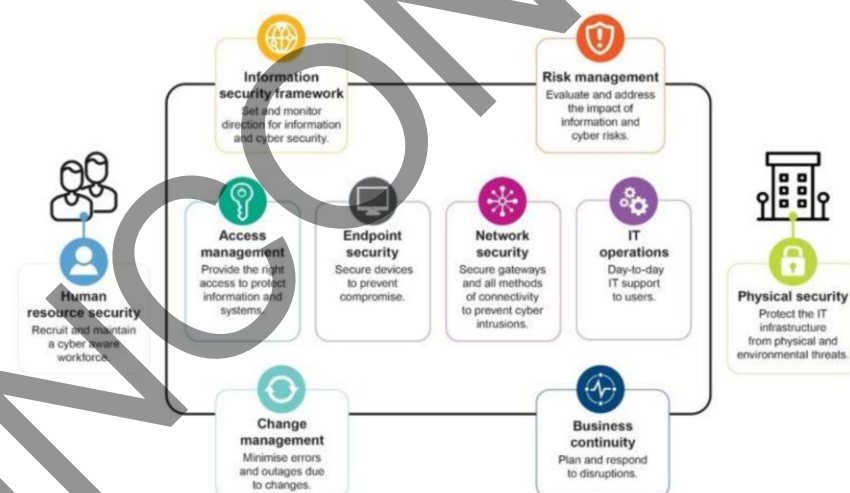 Information
security framework
Set and monitor
direction for information
and cyber security.
Risk management
Evaluate and address
the impact of
information and
cyber risks.
Human
resource security
Recruit and maintain
a cyber aware
workforce.
Access
management
Provide the right
access to protect
information and
systems.
Endpoint
security
Secure devices
to prevent
compromise.
Network
security
Secure gateways
and all methods
of connectivity
to prevent cyber
intrusions.
IT
operations
Day-to-day
IT support
to users.
Physical security
Protect the IT
infrastructure
from physical and
environmental threats.
Change
management
Minimise errors
and outages due
to changes.
Business
continuity
Plan and respond
to disruptions.